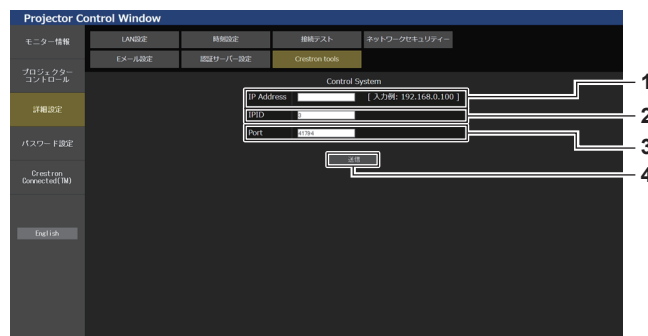 Projector Control Window
モニター情報
LAN設定
時刻設定
接続テスト
ネットワークセキュリティー
Eメール設定
認証サーバー設定
Crestron tools
プロジェクター
コントロール
詳細設定
パスワード設定
Crestron
Connected(TM)
English
Control System
IP Address
[ 入力例: 192.168.0.100 ]
1
IPID
3
2
Port
41794
3
送信
4